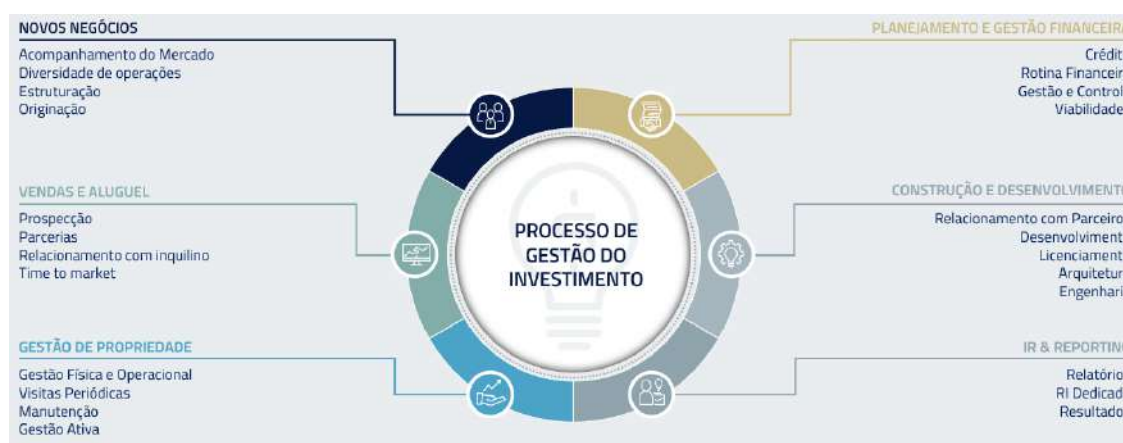 NOVOS NEGÓCIOS
Acompanhamento do Mercado
Diversidade de operações
Estruturação
Originação
VENDAS E ALUGUEL
Prospecção
Parcerias
Relacionamento com inquilino
Time to market
GESTÃO DE PROPRIEDADE
Gestão Física e Operacional
Visitas Periódicas
Manutenção
Gestão Ativa
PROCESSO DE
GESTÃO DO
INVESTIMENTO
PLANEJAMENTO E GESTÃO FINANCEIRA
Crédit
Rotina Financeir
Gestão e Control
Viabilidade
CONSTRUÇÃO E DESENVOLVIMENTO
Relacionamento com Parceiro
Desenvolviment
Licenciament
Arquitetur
Engenhari
IR & REPORTING
Relatório
RI Dedicad
Resultado